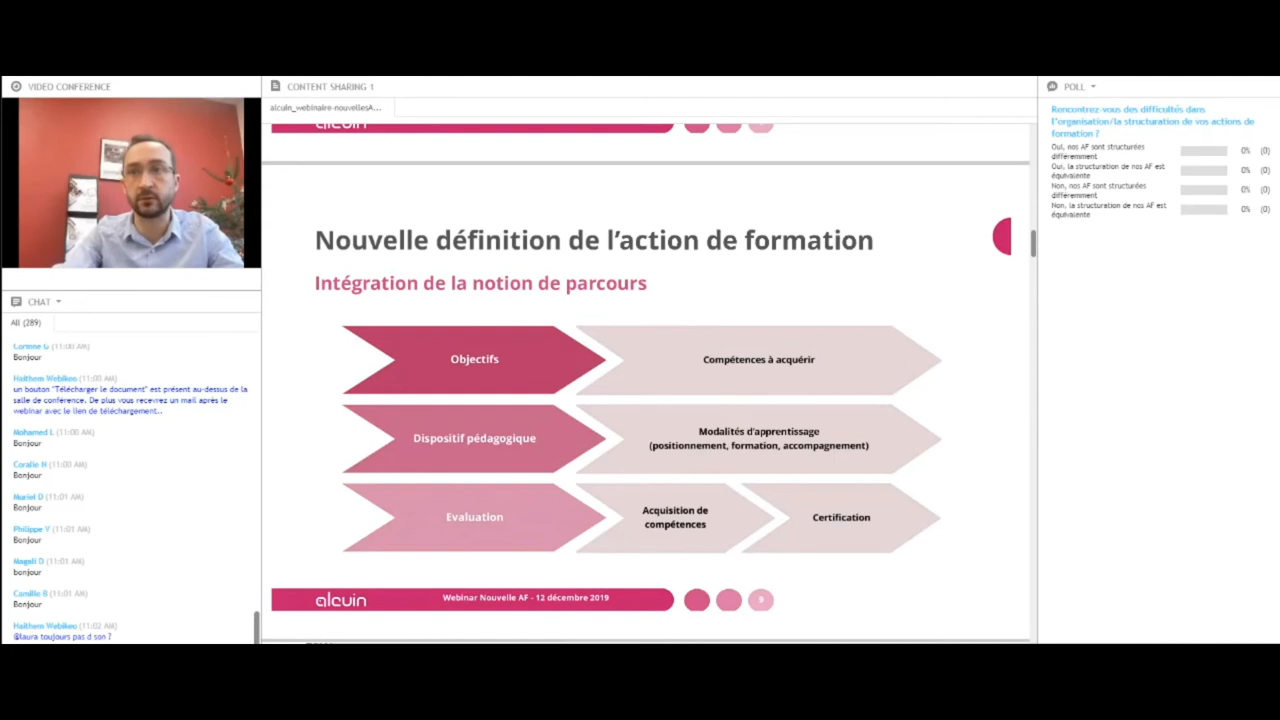 VIDEO CONFERENCE
CHAT
All (289)
Corinne G (11:00 AM)
Bonjour
Haithem Webikeo (11:00 AM)
un bouton "Télécharger le document" est présent au-dessus de la
salle de conférence. De plus vous recevrez un mail après le
webinar avec le lien de téléchargement..
Mohamed L (11:00 AM)
Bonjour
Coralie H (11:00 AM)
Bonjour
Muriel D (11:01 AM)
Bonjour
Philippe V (11:01 AM)
Bonjour
Magali D (11:01 AM)
bonjour
Camille B (11:01 AM)
Bonjour
Haithem Webikeo (11:02 AM)
@laura toujours pas d son ?
CONTENT SHARING 1
alcuin_webinaire-nouvellesA...
alcuin
Nouvelle définition de l'action de formation
Intégration de la notion de parcours
Objectifs
Compétences à acquérir
Dispositif pédagogique
Modalités d'apprentissage
(positionnement, formation, accompagnement)
Evaluation
Acquisition de
compétences
Certification
alcuin
Webinar Nouvelle AF - 12 décembre 2019
9
POLL
Rencontrez-vous des difficultés dans
l'organisation/la structuration de vos actions de
formation ?
Oui, nos AF sont structurées
différemment
0% (0)
Oui, la structuration de nos AF est
équivalente
0% (0)
Non, nos AF sont structurées
différemment
0% (0)
Non, la structuration de nos AF est
équivalente
0% (0)